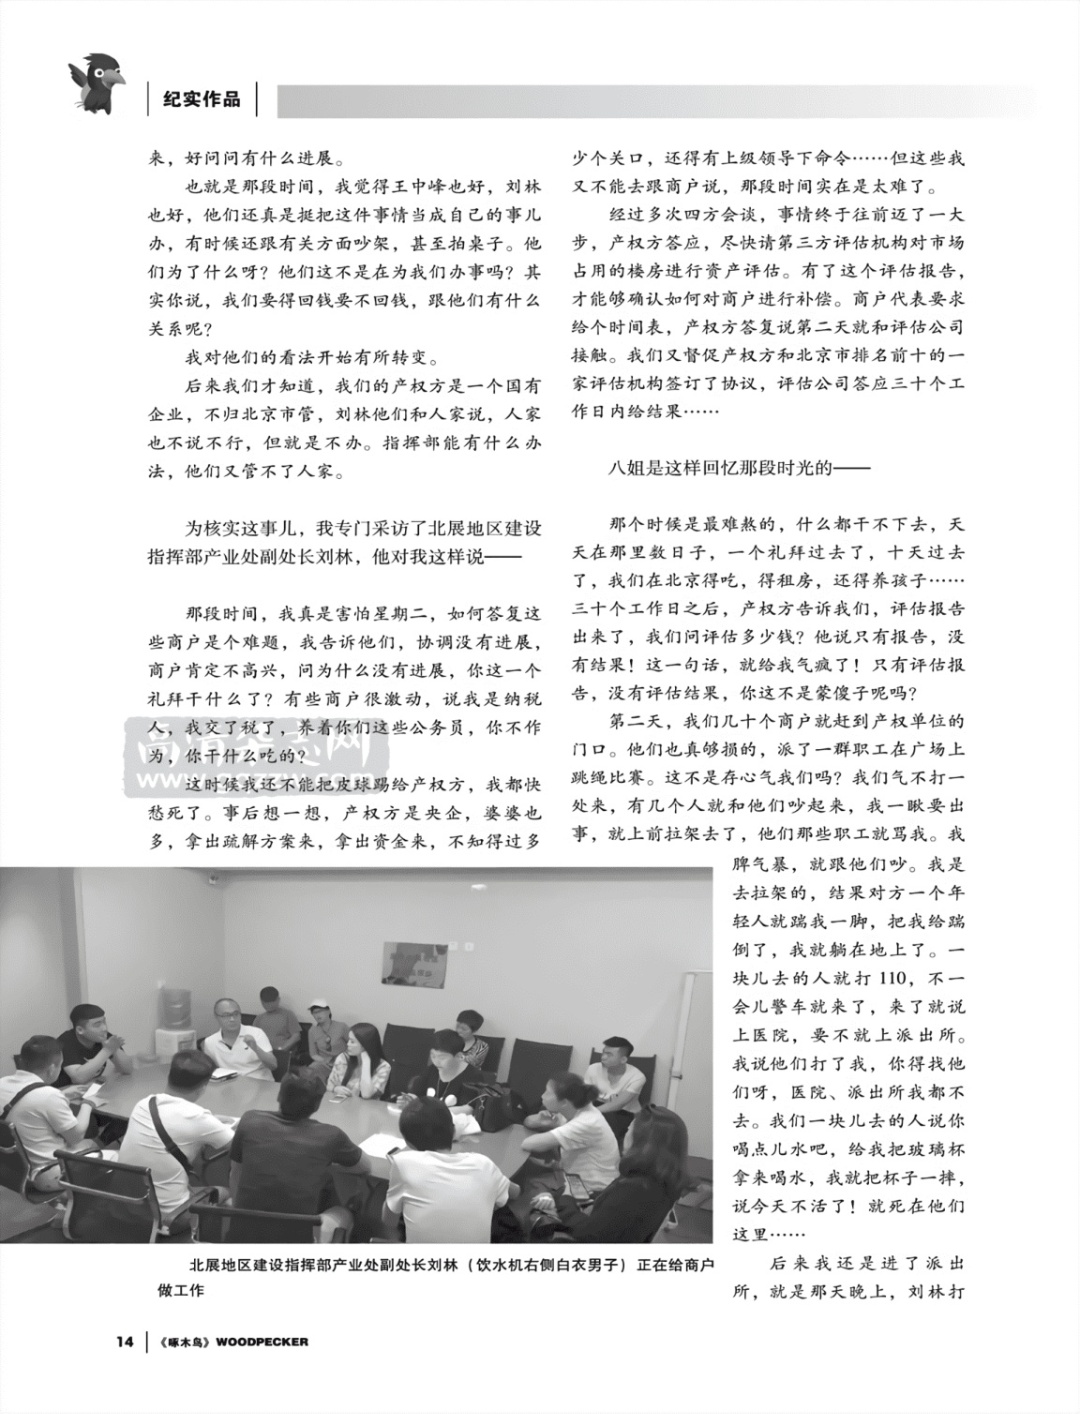 纪实作品
来，好问问有什么进展。
也就是那段时间，我觉得王中峰也好，刘林
也好，他们还真是挺把这件事情当成自己的事儿
办，有时候还跟有关方面吵架，甚至拍桌子。他
们为了什么呀？他们这不是在为我们办事吗？其
实你说，我们要得回钱要不回钱，跟他们有什么
关系呢？
我对他们的看法开始有所转变。
后来我们才知道，我们的产权方是一个国有
企业，不归北京市管，刘林他们和人家说，人家
也不说不行，但就是不办。指挥部能有什么办
法，他们又管不了人家。
为核实这事儿，我专门采访了北展地区建设
指挥部产业处副处长刘林，他对我这样说——
那段时间，我真是害怕星期二，如何答复这
些商户是个难题，我告诉他们，协调没有进展，
商户肯定不高兴，问为什么没有进展，你这一个
礼拜干什么了？有些商户很激动，说我是纳税
人，我交了税了，养着你们这些公务员，你不作
为，你干什么吃的？
这时候我还不能把皮球踢给产权方，我都快
愁死了。事后想一想，产权方是央企，婆婆也
多，拿出疏解方案来，拿出资金来，不知得过多
少个关口，还得有上级领导下命令……但这些我
又不能去跟商户说，那段时间实在是太难了。
经过多次四方会谈，事情终于往前迈了一大
步，产权方答应，尽快请第三方评估机构对市场
占用的楼房进行资产评估。有了这个评估报告，
才能够确认如何对商户进行补偿。商户代表要求
给个时间表，产权方答复说第二天就和评估公司
接触。我们又督促产权方和北京市排名前十的一
家评估机构签订了协议，评估公司答应三十个工
作日内给结果……
八姐是这样回忆那段时光的——
那个时候是最难熬的，什么都干不下去，天
天在那里数日子，一个礼拜过去了，十天过去
了，我们在北京得吃，得租房，还得养孩子……
三十个工作日之后，产权方告诉我们，评估报告
出来了，我们问评估多少钱？他说只有报告，没
有结果！这一句话，就给我气疯了！只有评估报
告，没有评估结果，你这不是蒙傻子呢吗？
第二天，我们几十个商户就赶到产权单位的
门口。他们也真够损的，派了一群职工在广场上
跳绳比赛。这不是存心气我们吗？我们气不打一
处来，有几个人就和他们吵起来，我一瞅要出
事，就上前拉架去了，他们那些职工就骂我。我
脾气暴，就跟他们吵。我是
去拉架的，结果对方一个年
轻人就踹我一脚，把我给踹
倒了，我就躺在地上了。一
块儿去的人就打 110，不一
会儿警车就来了，来了就说
上医院，要不就上派出所。
我说他们打了我，你得找他
们呀，医院、派出所我都不
去。我们一块儿去的人说你
喝点儿水吧，给我把玻璃杯
拿来喝水，我就把杯子一摔，
说今天不活了！就死在他们
这里……
后来我还是进了派出
所，就是那天晚上，刘林打
高清杂志网
北展地区建设指挥部产业处副处长刘林（饮水机右侧白衣男子）正在给商户
做工作
14 《啄木鸟》WOODPECKER